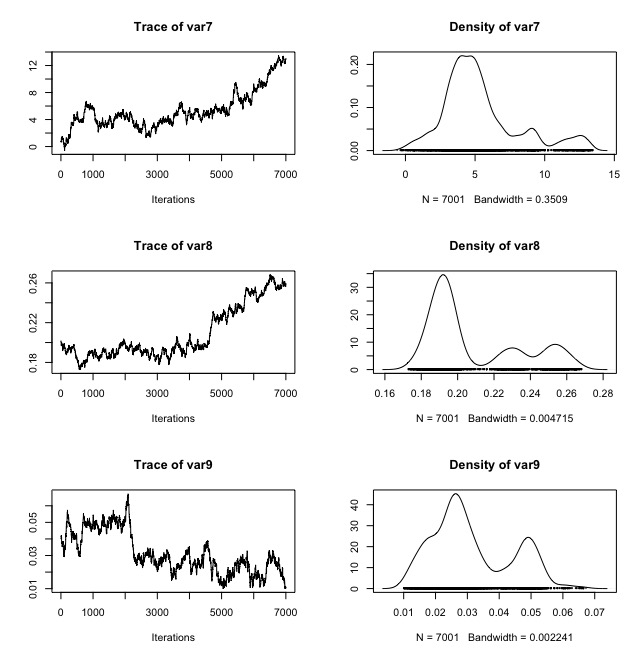 Trace of var7
Density of var7
0 4 8 12
0 1000 3000 5000 7000
Iterations
0.00 0.10 0.20
0 5 10 15
N = 7001 Bandwidth = 0.3509
Trace of var8
Density of var8
0.18 0.22 0.26
0 1000 3000 5000 7000
Iterations
0 10 20 30
0.16 0.18 0.20 0.22 0.24 0.26 0.28
N = 7001 Bandwidth = 0.004715
Trace of var9
Density of var9
0.01 0.03 0.05
0 1000 3000 5000 7000
Iterations
0 10 20 30 40
0.01 0.02 0.03 0.04 0.05 0.06 0.07
N = 7001 Bandwidth = 0.002241